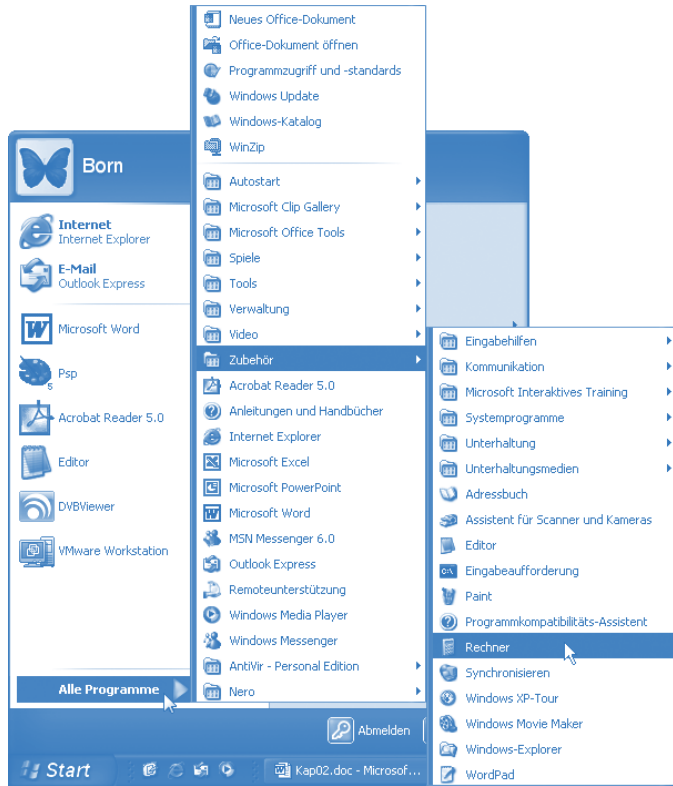 Born
Internet
Internet Explorer
E-Mail
Outlook Express
Microsoft Word
Psp
5
Acrobat Reader 5.0
Editor
DVBViewer
VMware Workstation
Alle Programme
Neues Office-Dokument
Office-Dokument öffnen
Programmzugriff und -standards
Windows Update
Windows-Katalog
WinZip
Autostart
Microsoft Clip Gallery
Microsoft Office Tools
Spiele
Tools
Verwaltung
Video
Zubehör
Acrobat Reader 5.0
Anleitungen und Handbücher
Internet Explorer
Microsoft Excel
Microsoft PowerPoint
Microsoft Word
MSN Messenger 6.0
Outlook Express
Remoteunterstützung
Windows Media Player
Windows Messenger
AntiVir - Personal Edition
Nero
Eingabehilfen
Kommunikation
Microsoft Interaktives Training
Systemprogramme
Unterhaltung
Unterhaltungsmedien
Adressbuch
Assistent für Scanner und Kameras
Editor
Eingabeaufforderung
Paint
Programmkompatibilitäts-Assistent
Rechner
Synchronisieren
Windows XP-Tour
Windows Movie Maker
Windows-Explorer
WordPad
Abmelden
Start
Kap02.doc - Microsof...